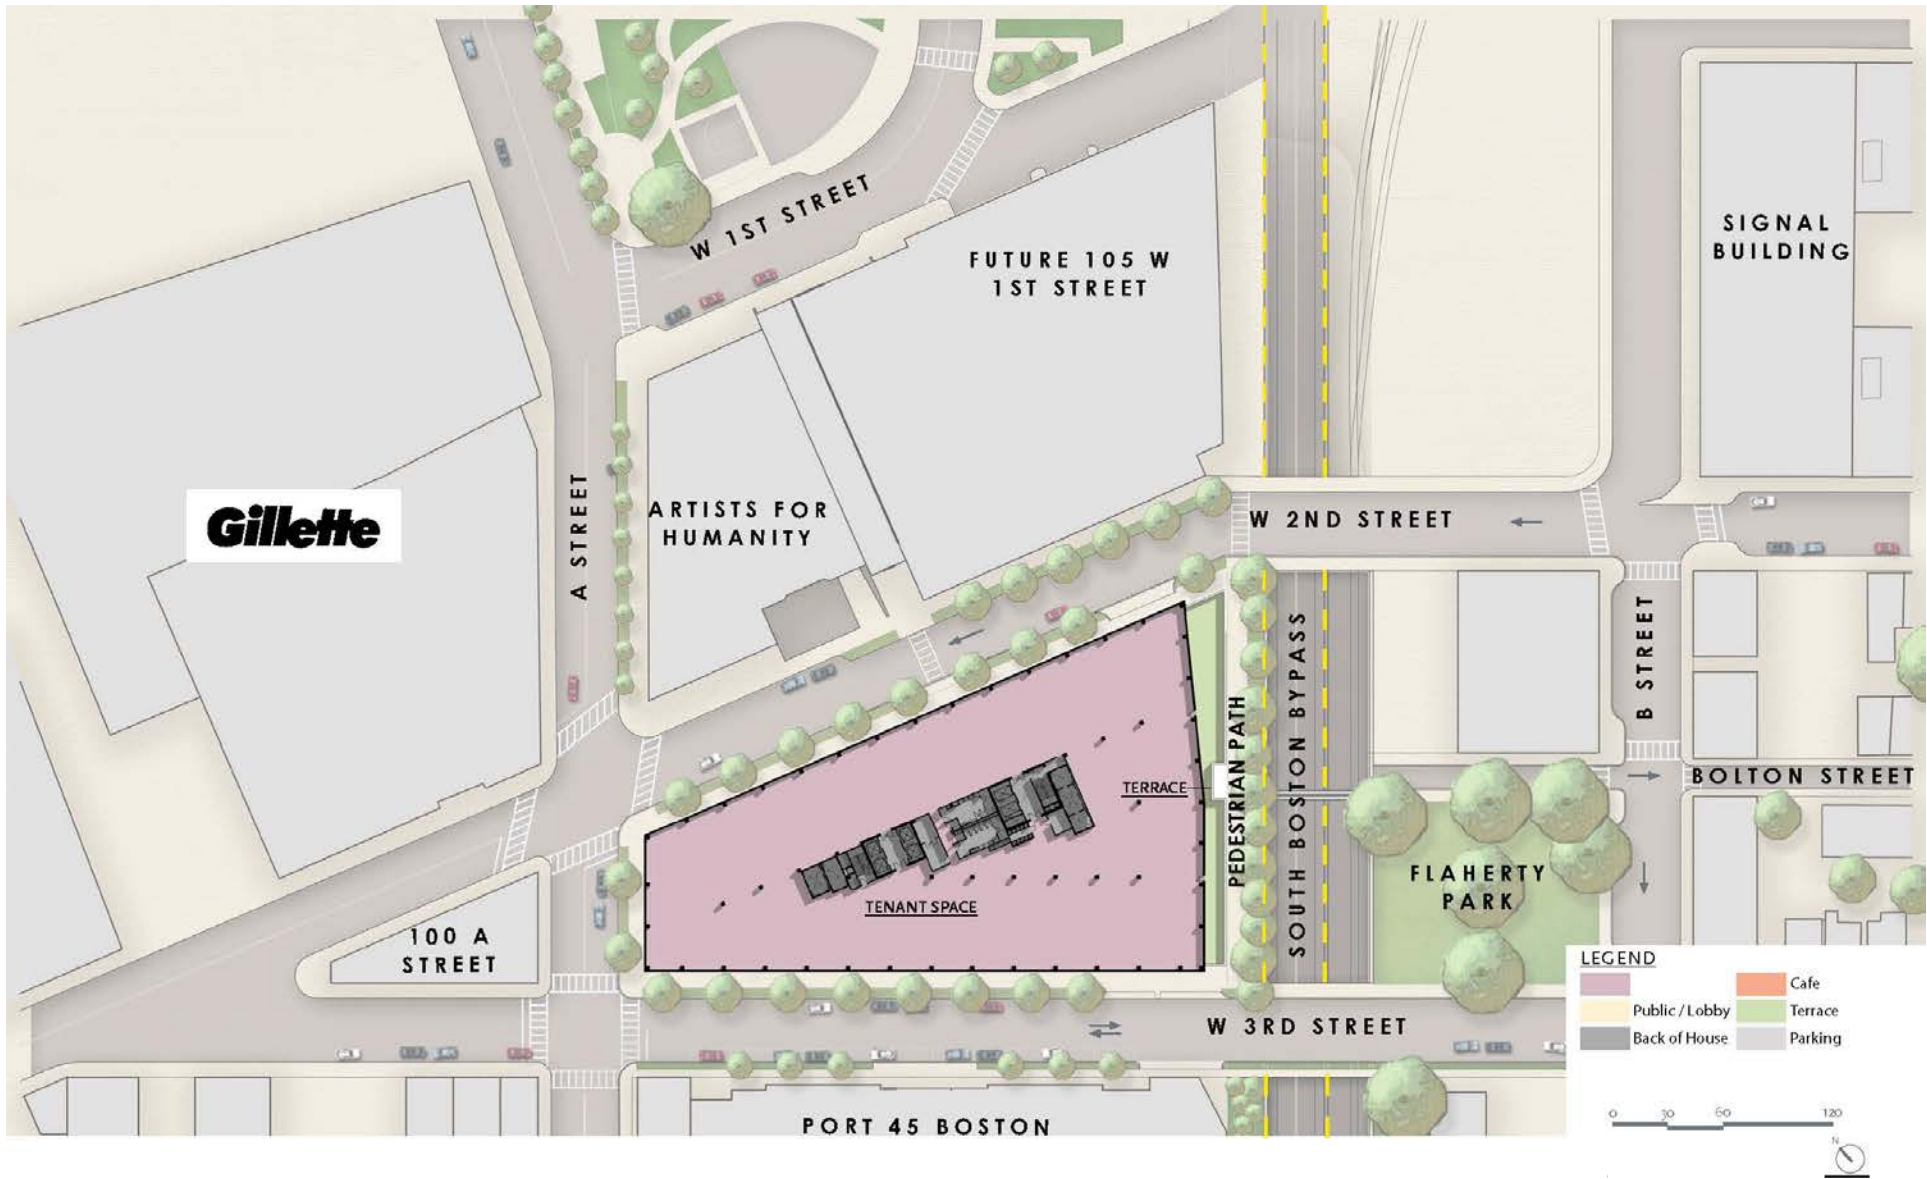 W 1ST STREET
FUTURE 105 W
1ST STREET
SIGNAL
BUILDING
Gillette
A STREET
ARTISTS FOR
HUMANITY
W 2ND STREET
B STREET
SOUTH BOSTON BYPASS
PEDESTRIAN PATH
TERRACE
BOLTON STREET
FLAHERTY
PARK
TENANT SPACE
100 A
STREET
W 3RD STREET
PORT 45 BOSTON
LEGEND
Cafe
Public / Lobby
Terrace
Back of House
Parking
0 30 60 120
N